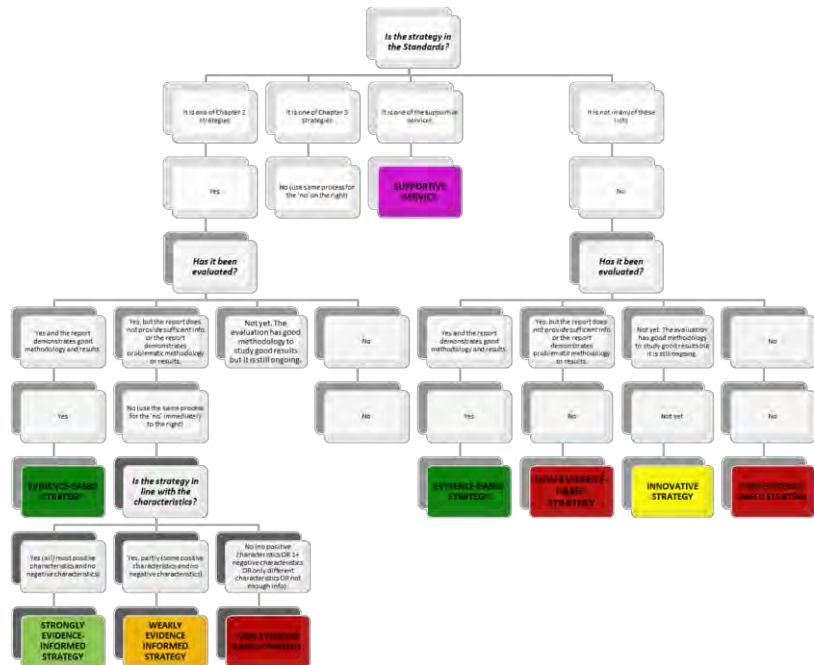 Is the strategy in
the Standards?
It is one of Chapter 2
strategies
It is one of Chapter 3
strategies
It is one of the supportive
services
It is not in any of these
lists
Yes
No (use same process for
the 'no' on the right)
SUPPORTIVE
SERVICE
No
Has it been
evaluated?
Has it been
evaluated?
Yes and the report
demonstrates good
methodology and results.
Yes, but the report does
not provide sufficient info
or the report
demonstrates
problematic methodology
or results.
Not yet. The
evaluation has good
methodology to
study good results
but it is still ongoing.
No
Yes and the report
demonstrates good
methodology and results.
Yes, but the report does
not provide sufficient info
or the report
demonstrates
problematic methodology
or results.
Not yet. The evaluation
has good methodology
to study good results but
it is still ongoing.
No
Yes
No (use the same process
for the 'no' immediately
to the right)
No
Yes
No
Not yet
No
EVIDENCE-BASED
STRATEGY
Is the strategy in
line with the
characteristics?
EVIDENCE-BASED
STRATEGY
NON EVIDENCE-
BASED
STRATEGY
INNOVATIVE
STRATEGY
NON EVIDENCE-
BASED STRATEGY
Yes (all/most positive
characteristics and no
negative characteristics)
Yes, partly (some positive
characteristics and no
negative characteristics)
No (no positive
characteristics OR 1+
negative characteristics
OR only different
characteristics OR not
enough info)
STRONGLY
EVIDENCE-
INFORMED
STRATEGY
WEAKLY
EVIDENCE
INFORMED
STRATEGY